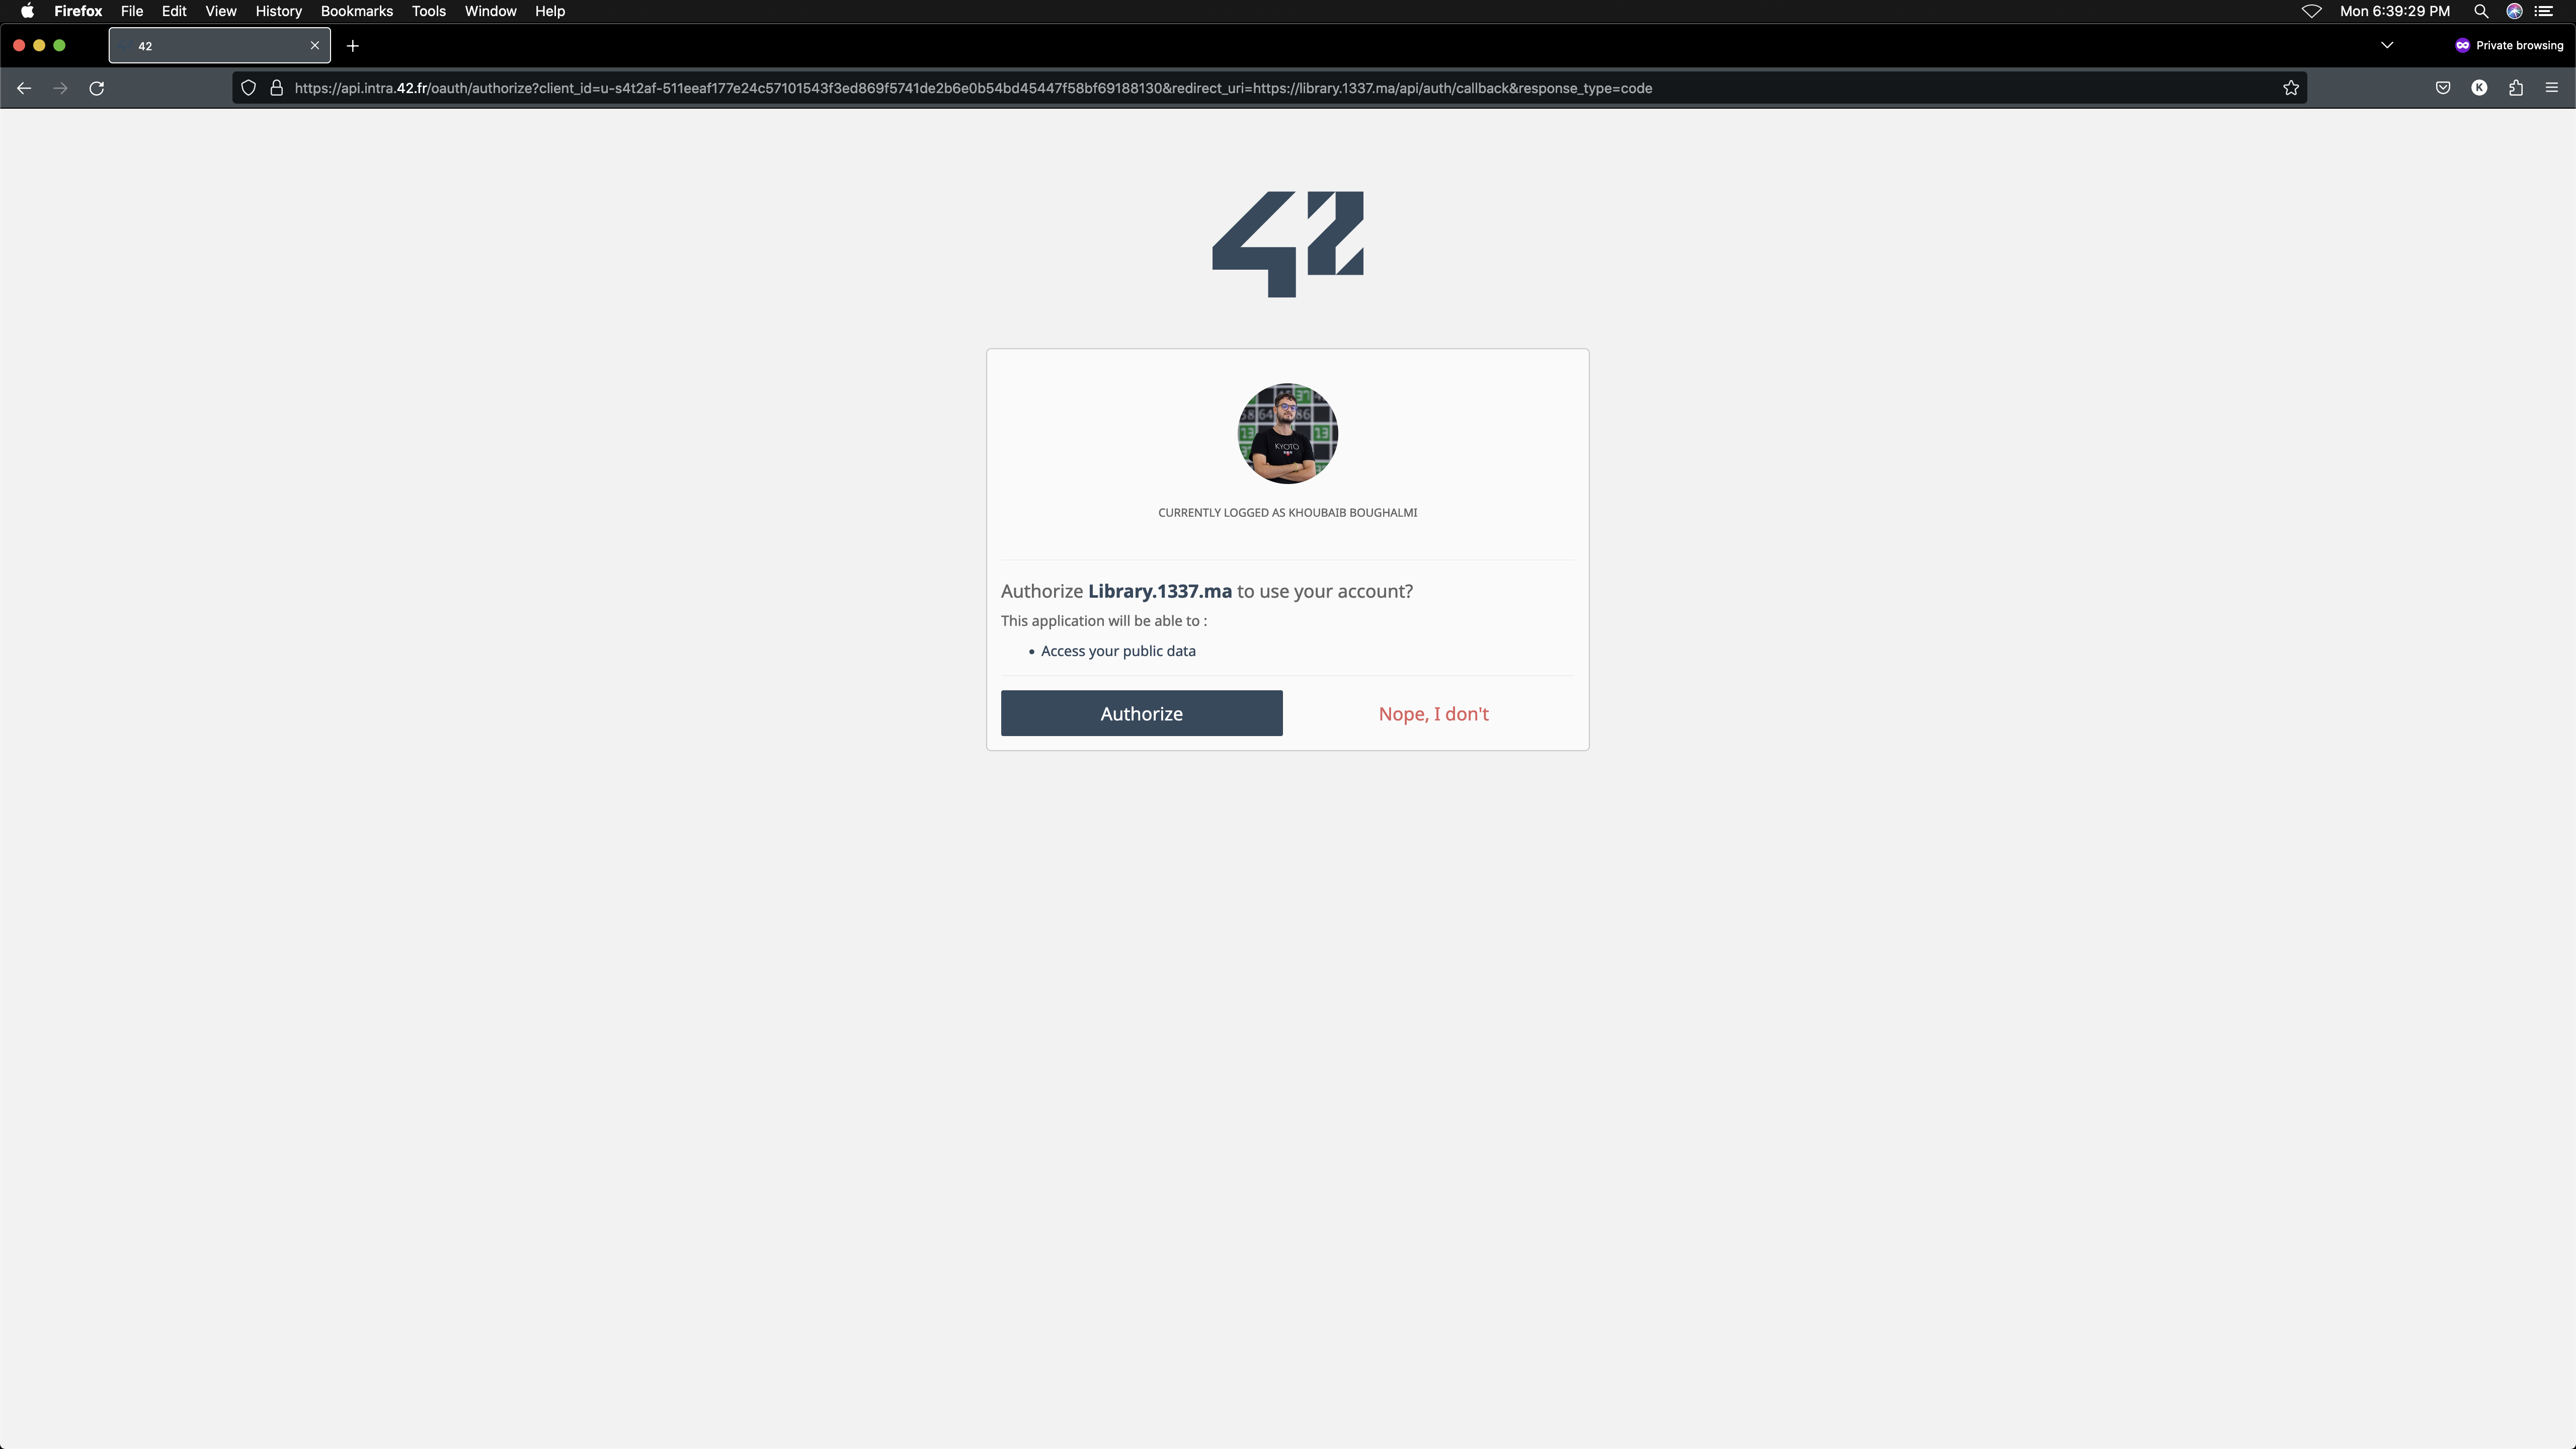 Firefox File Edit View History Bookmarks Tools Window Help Mon 6:39:29 PM
42 Private browsing
https://api.intra.42.fr/oauth/authorize?client_id=u-s4t2af-511eeaf177e24c57101543f3ed869f5741de2b6e0b54bd45447f58bf69188130&redirect_uri=https://library.1337.ma/api/auth/callback&response_type=code K
42
KYOTO
CURRENTLY LOGGED AS KHOUBAIB BOUGHALMI
Authorize Library.1337.ma to use your account?
This application will be able to :
• Access your public data
Authorize Nope, I don't